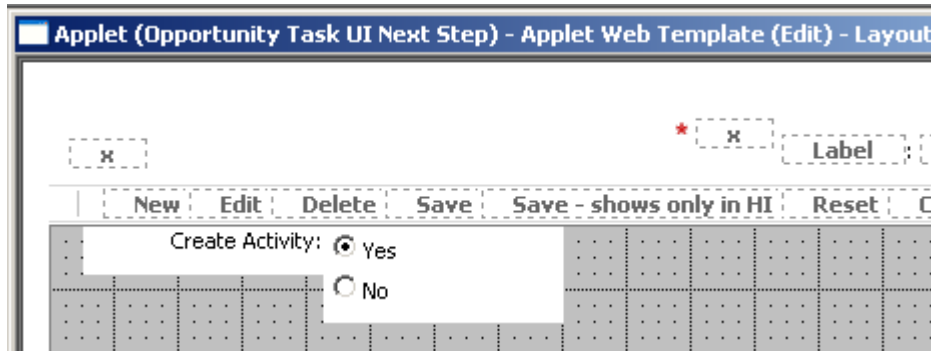 Applet (Opportunity Task UI Next Step) - Applet Web Template (Edit) - Layout
* x
x Label :
New Edit Delete Save Save - shows only in HI Reset
Create Activity: Yes
No